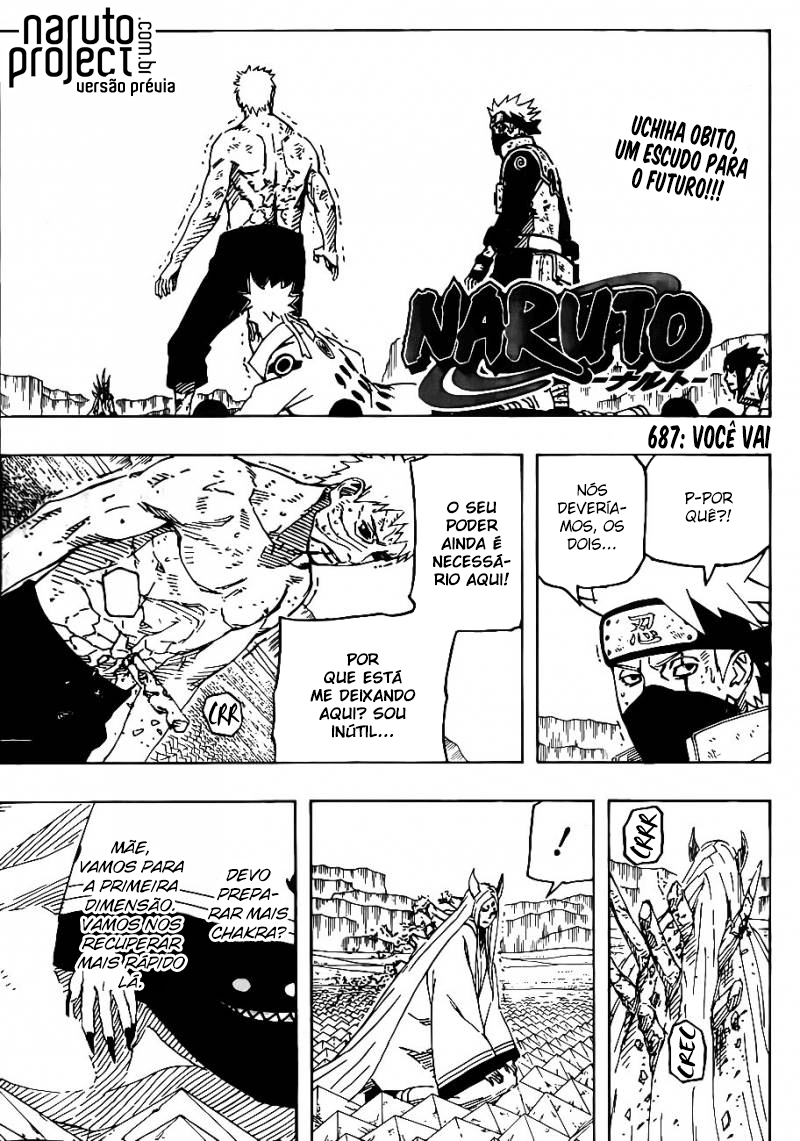 naruto
project
.com.br
versão prévia
UCHIHA OBITO,
UM ESCUDO PARA
O FUTURO!!!
NARUTO
-ナルト-
687: VOCÊ VAI
P-POR
QUÊ?!
NÓS
DEVERÍA-
MOS, OS
DOIS...
O SEU
PODER
AINDA É
NECESSÁ-
RIO AQUI!
POR
QUE ESTÁ
ME DEIXANDO
AQUI? SOU
INÚTIL...
CRR
CRRR
CREC
!
DEVO
PREPA-
RAR MAIS
CHAKRA?
MÃE,
VAMOS PARA
A PRIMEIRA
DIMENSÃO.
VAMOS NOS
RECUPERAR
MAIS RÁPIDO
LÁ.